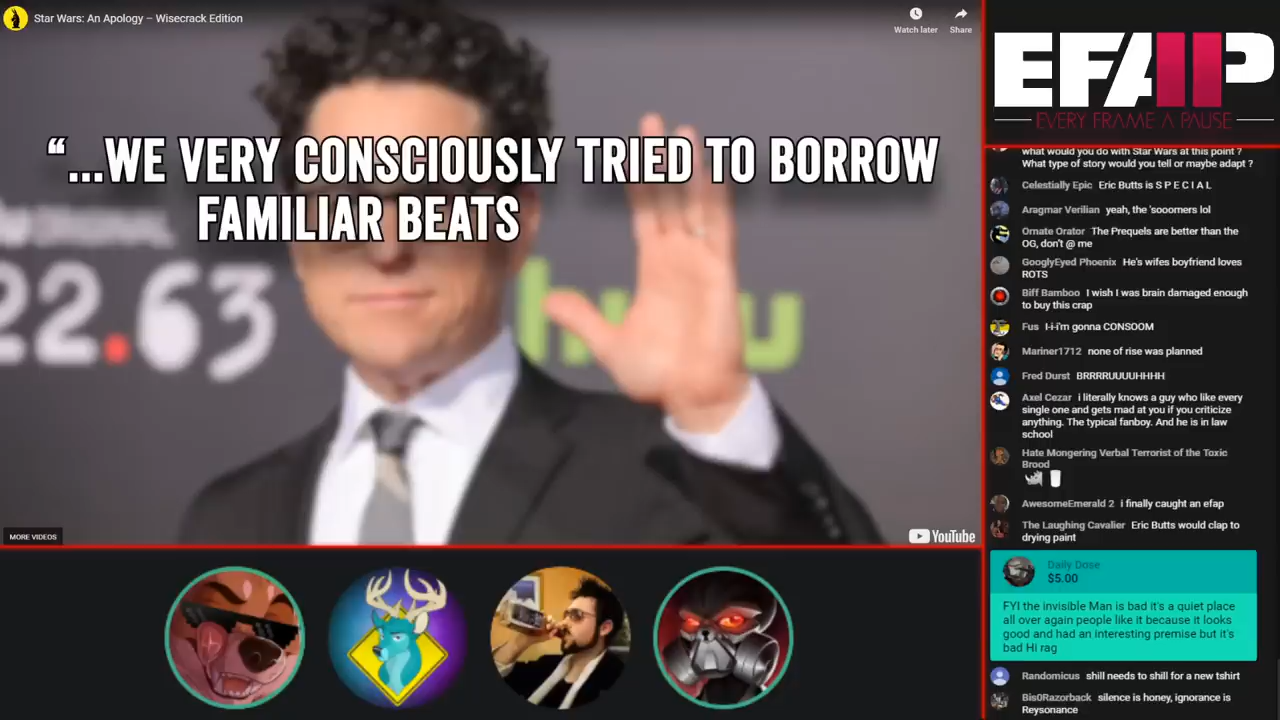 Star Wars: An Apology – Wisecrack Edition
Watch later
Share
“...WE VERY CONSCIOUSLY TRIED TO BORROW
FAMILIAR BEATS
22.63
hulu
MORE VIDEOS
YouTube
EFAP
EVERY FRAME A PAUSE
what would you do with Star Wars at this point ?
What type of story would you tell or maybe adapt ?
Celestially Epic Eric Butts is S P E C I A L
Aragmar Verilian yeah, the 'sooomers lol
Ornate Orator The Prequels are better than the
OG, don't @ me
GooglyEyed Phoenix He's wifes boyfriend loves
ROTS
Biff Bamboo I wish I was brain damaged enough
to buy this crap
Fus I-i-i'm gonna CONSOOM
Mariner1712 none of rise was planned
Fred Durst BRRRRUUUUHHHH
Axel Cezar i literally knows a guy who like every
single one and gets mad at you if you criticize
anything. The typical fanboy. And he is in law
school
Hate Mongering Verbal Terrorist of the Toxic
Brood
AwesomeEmerald 2 i finally caught an efap
The Laughing Cavalier Eric Butts would clap to
drying paint
Daily Dose
$5.00
FYI the invisible Man is bad it's a quiet place
all over again people like it because it looks
good and had an interesting premise but it's
bad Hi rag
Randomicus shill needs to shill for a new tshirt
Bis0Razorback silence is honey, ignorance is
Reysonance